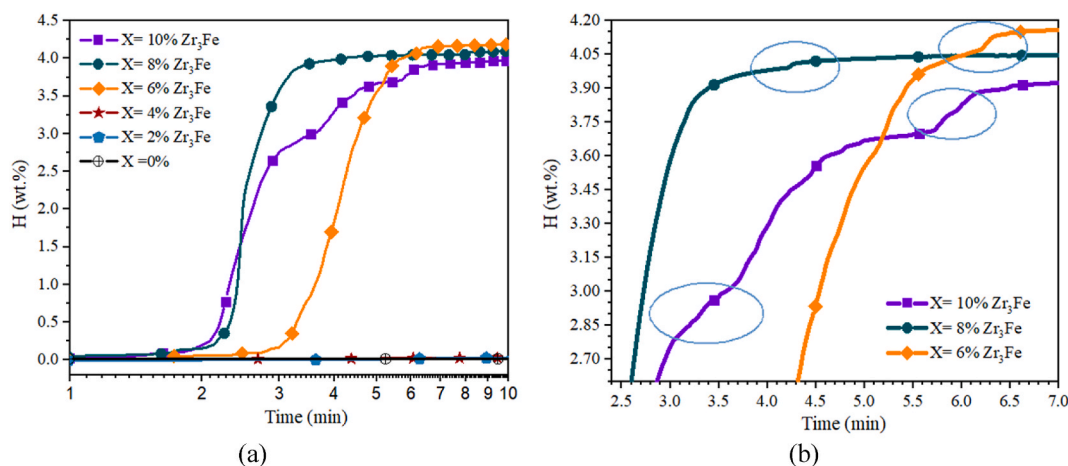 4.5
4.0
3.5
3.0
2.5
2.0
1.5
1.0
0.5
0.0
H (wt.%)
X= 10% Zr₃Fe
X= 8% Zr₃Fe
X= 6% Zr₃Fe
X= 4% Zr₃Fe
X= 2% Zr₃Fe
X =0%
1 2 3 4 5 6 7 8 9 10
Time (min)
(a)
4.20
4.05
3.90
3.75
3.60
3.45
3.30
3.15
3.00
2.85
2.70
H (wt.%)
X= 10% Zr₃Fe
X= 8% Zr₃Fe
X= 6% Zr₃Fe
2.5 3.0 3.5 4.0 4.5 5.0 5.5 6.0 6.5 7.0
Time (min)
(b)